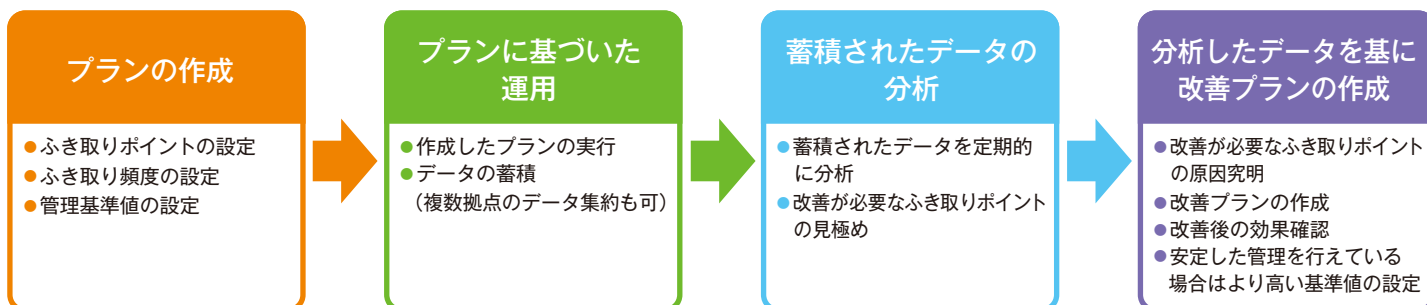 プランの作成
●ふき取りポイントの設定
●ふき取り頻度の設定
●管理基準値の設定
プランに基づいた
運用
●作成したプランの実行
●データの蓄積
（複数拠点のデータ集約も可）
蓄積されたデータの
分析
●蓄積されたデータを定期的
に分析
●改善が必要なふき取りポイント
の見極め
分析したデータを基に
改善プランの作成
●改善が必要なふき取りポイント
の原因究明
●改善プランの作成
●改善後の効果確認
●安定した管理を行えている
場合はより高い基準値の設定